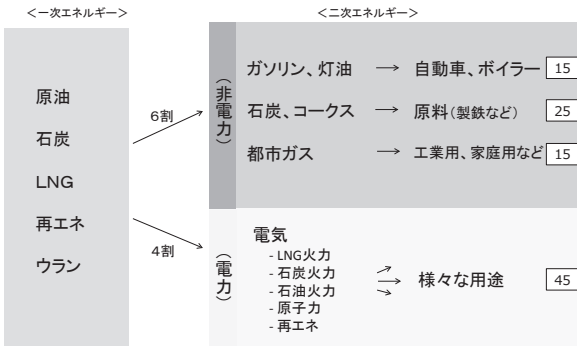 ＜一次エネルギー＞
原油
石炭
LNG
再エネ
ウラン
6割
4割
＜二次エネルギー＞
（非電力）
ガソリン、灯油 → 自動車、ボイラー 15
石炭、コークス → 原料（製鉄など） 25
都市ガス → 工業用、家庭用など 15
（電力）
電気
- LNG火力
- 石炭火力
- 石油火力
- 原子力
- 再エネ
様々な用途 45